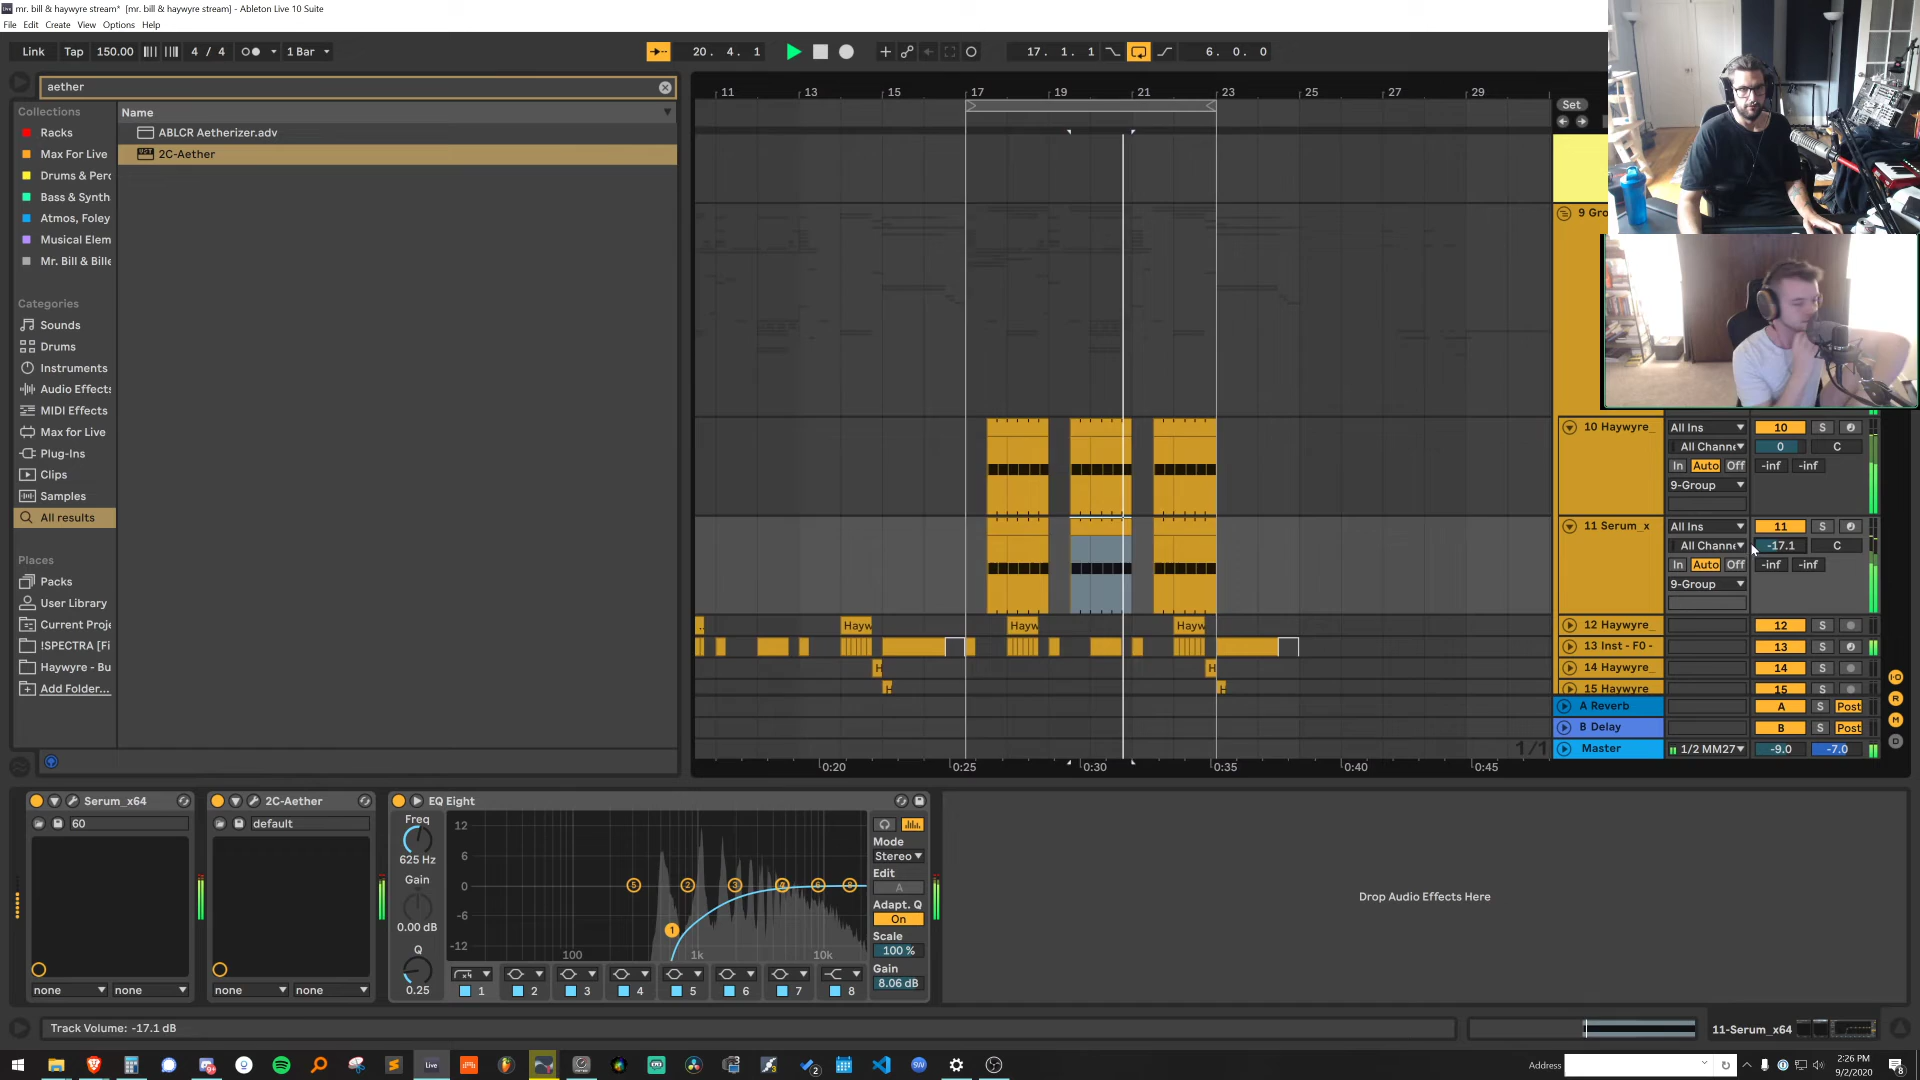 mr. bill & haywyre stream* [mr. bill & haywyre stream] - Ableton Live 10 Suite
File Edit Create View Options Help
Link Tap 150.00 4 / 4 1 Bar 20. 4. 1 17. 1. 1 6. 0. 0
aether
Collections
Racks
Max For Live
Drums & Perc
Bass & Synth
Atmos, Foley
Musical Elem
Mr. Bill & Bille
Categories
Sounds
Drums
Instruments
Audio Effects
MIDI Effects
Max for Live
Plug-Ins
Clips
Samples
All results
Places
Packs
User Library
Current Proje
!SPECTRA [Fi
Haywyre - Bu
Add Folder...
Name
ABLCR Aetherizer.adv
2C-Aether
11 13 15 17 19 21 23 25 27 29
Set
9 Gro
10 Haywyre_ All Ins 10 S
All Channe 0 C
In Auto Off -inf -inf
9-Group
11 Serum_x All Ins 11 S
All Channe -17.1 C
In Auto Off -inf -inf
9-Group
Hayw Hayw Hayw 12 Haywyre_ 12 S
13 Inst - F0 - 13 S
H H 14 Haywyre_ 14 S
H H 15 Haywyre 15 S
A Reverb A S Post
B Delay B S Post
1/1 Master 1/2 MM27 -9.0 -7.0
0:20 0:25 0:30 0:35 0:40 0:45
Serum_x64
60
none none
2C-Aether
default
none none
EQ Eight
Freq
625 Hz
Gain
0.00 dB
Q
0.25
12
6
0
-6
-12
100 1k 10k
1 2 3 4 5 6 7 8
Mode
Stereo
Edit
A
Adapt. Q
On
Scale
100 %
Gain
8.06 dB
Drop Audio Effects Here
Track Volume: -17.1 dB
11-Serum_x64
Live
Address
2:26 PM
9/2/2020